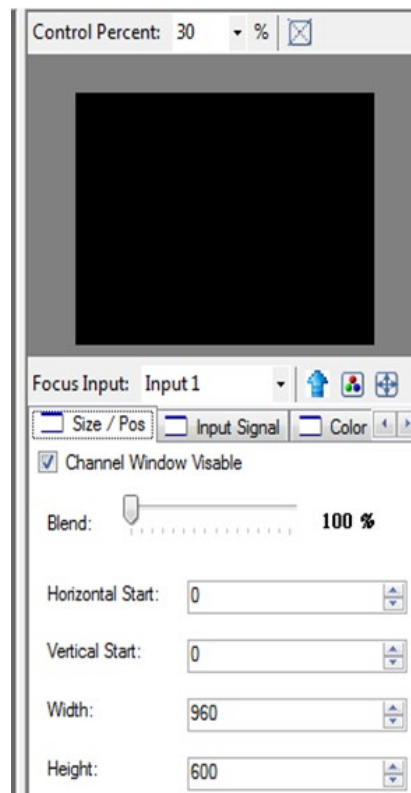 Control Percent: 30 %
Focus Input: Input 1
Size / Pos Input Signal Color
Channel Window Visable
Blend: 100 %
Horizontal Start: 0
Vertical Start: 0
Width: 960
Height: 600